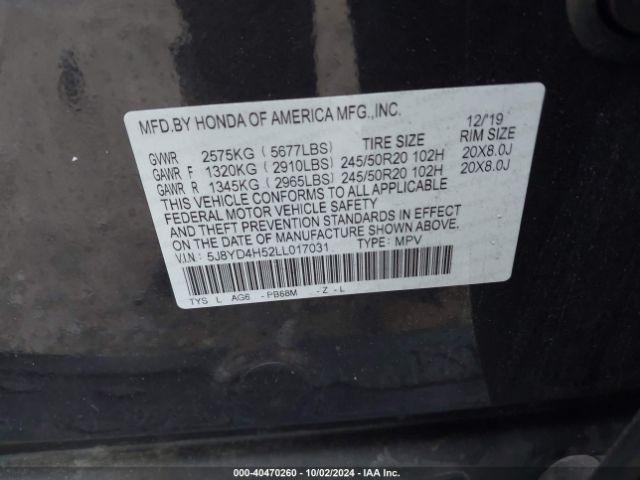 MFD.BY HONDA OF AMERICA MFG.,INC. 12/'19
TIRE SIZE RIM SIZE
GVWR 2575KG (5677LBS)
GAWR F 1320KG (2910LBS) 245/50R20 102H 20X8.0J
GAWR R 1345KG (2965LBS) 245/50R20 102H 20X8.0J
THIS VEHICLE CONFORMS TO ALL APPLICABLE
FEDERAL MOTOR VEHICLE SAFETY
AND THEFT PREVENTION STANDARDS IN EFFECT
ON THE DATE OF MANUFACTURE SHOWN ABOVE.
V.I.N: 5J8YD4H52LL017031 TYPE: MPV
TYS L AG6 -PB68M -Z-L
000-40470260 - 10/02/2024 - IAA Inc.